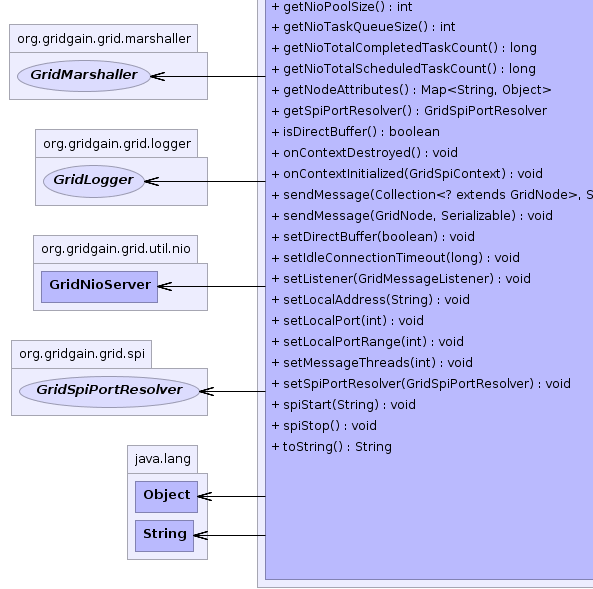 org.gridgain.grid.marshaller
GridMarshaller
org.gridgain.grid.logger
GridLogger
org.gridgain.grid.util.nio
GridNioServer
org.gridgain.grid.spi
GridSpiPortResolver
java.lang
Object
String
+ getNioPoolSize() : int
+ getNioTaskQueueSize() : int
+ getNioTotalCompletedTaskCount() : long
+ getNioTotalScheduledTaskCount() : long
+ getNodeAttributes() : Map<String, Object>
+ getSpiPortResolver() : GridSpiPortResolver
+ isDirectBuffer() : boolean
+ onContextDestroyed() : void
+ onContextInitialized(GridSpiContext) : void
+ sendMessage(Collection<? extends GridNode>, S
+ sendMessage(GridNode, Serializable) : void
+ setDirectBuffer(boolean) : void
+ setIdleConnectionTimeout(long) : void
+ setListener(GridMessageListener) : void
+ setLocalAddress(String) : void
+ setLocalPort(int) : void
+ setLocalPortRange(int) : void
+ setMessageThreads(int) : void
+ setSpiPortResolver(GridSpiPortResolver) : void
+ spiStart(String) : void
+ spiStop() : void
+ toString() : String